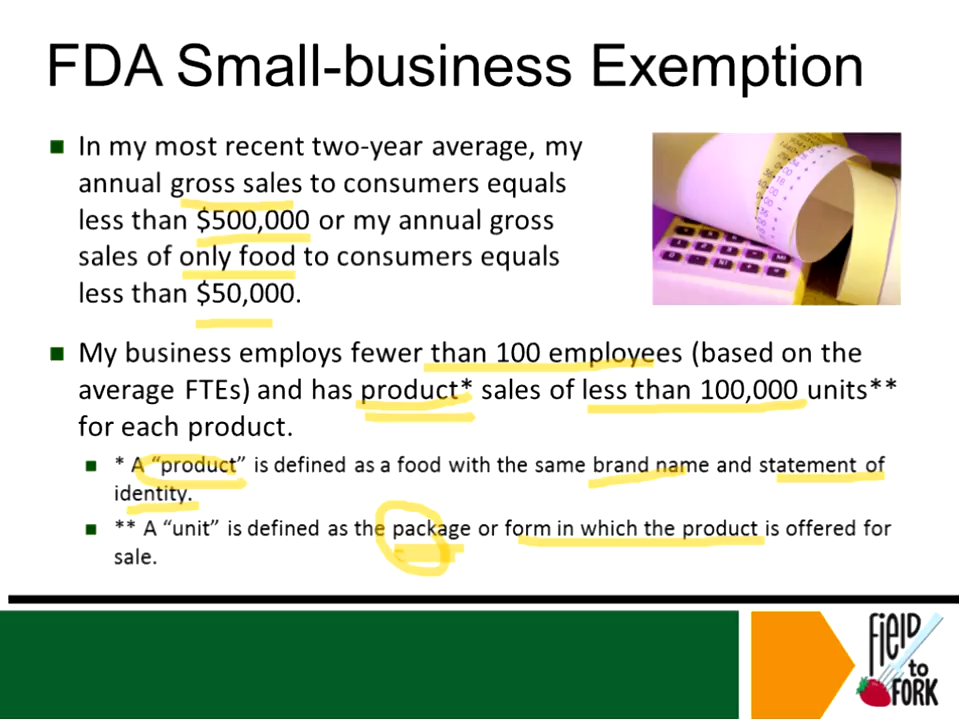 FDA Small-business Exemption
In my most recent two-year average, my
annual gross sales to consumers equals
less than $500,000 or my annual gross
sales of only food to consumers equals
less than $50,000.
My business employs fewer than 100 employees (based on the
average FTEs) and has product* sales of less than 100,000 units**
for each product.
* A “product” is defined as a food with the same brand name and statement of
identity.
** A “unit” is defined as the package or form in which the product is offered for
sale.
FIELD
to
FORK